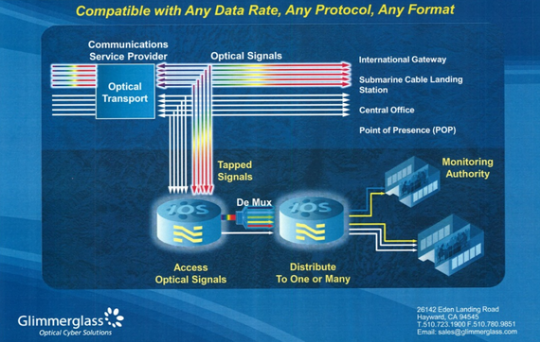 Compatible with Any Data Rate, Any Protocol, Any Format
Communications
Service Provider
Optical Signals
Optical
Transport
International Gateway
Submarine Cable Landing
Station
Central Office
Point of Presence (POP)
Tapped
Signals
Monitoring
Authority
De Mux
IOS
IOS
Access
Optical Signals
Distribute
To One or Many
Glimmerglass
Optical Cyber Solutions
26142 Eden Landing Road
Hayward, CA 94545
T.510.723.1900 F.510.780.9851
Email: sales@glimmerglass.com